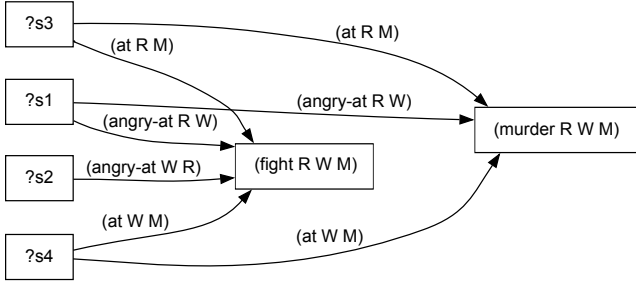 ?s3
(at R M)
(at R M)
?s1
(angry-at R W)
(angry-at R W)
(murder R W M)
?s2
(angry-at W R)
(fight R W M)
(at W M)
?s4
(at W M)